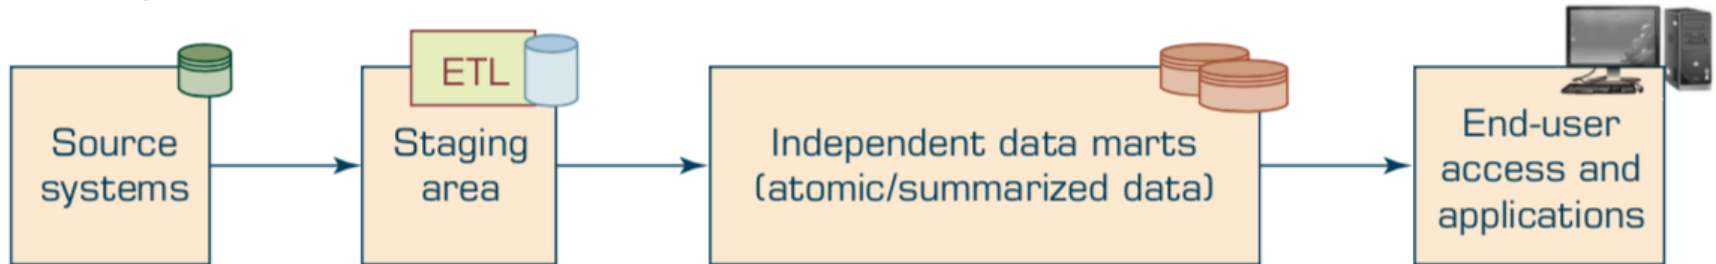 Source
systems
ETL
Staging
area
Independent data marts
(atomic/summarized data)
End-user
access and
applications